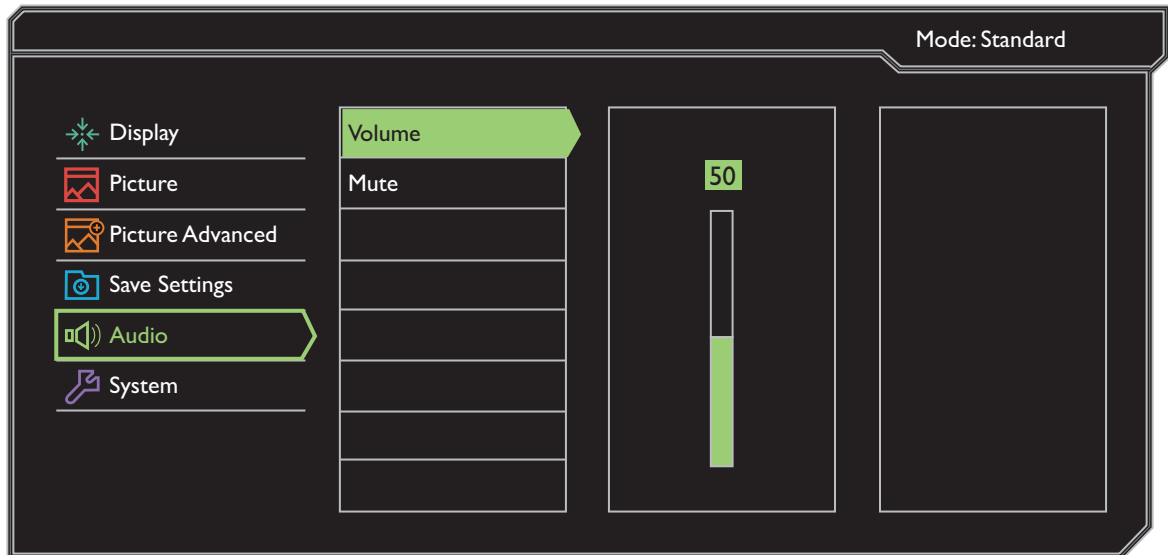 Mode: Standard
Display
Picture
Picture Advanced
Save Settings
Audio
System
Volume
Mute
50